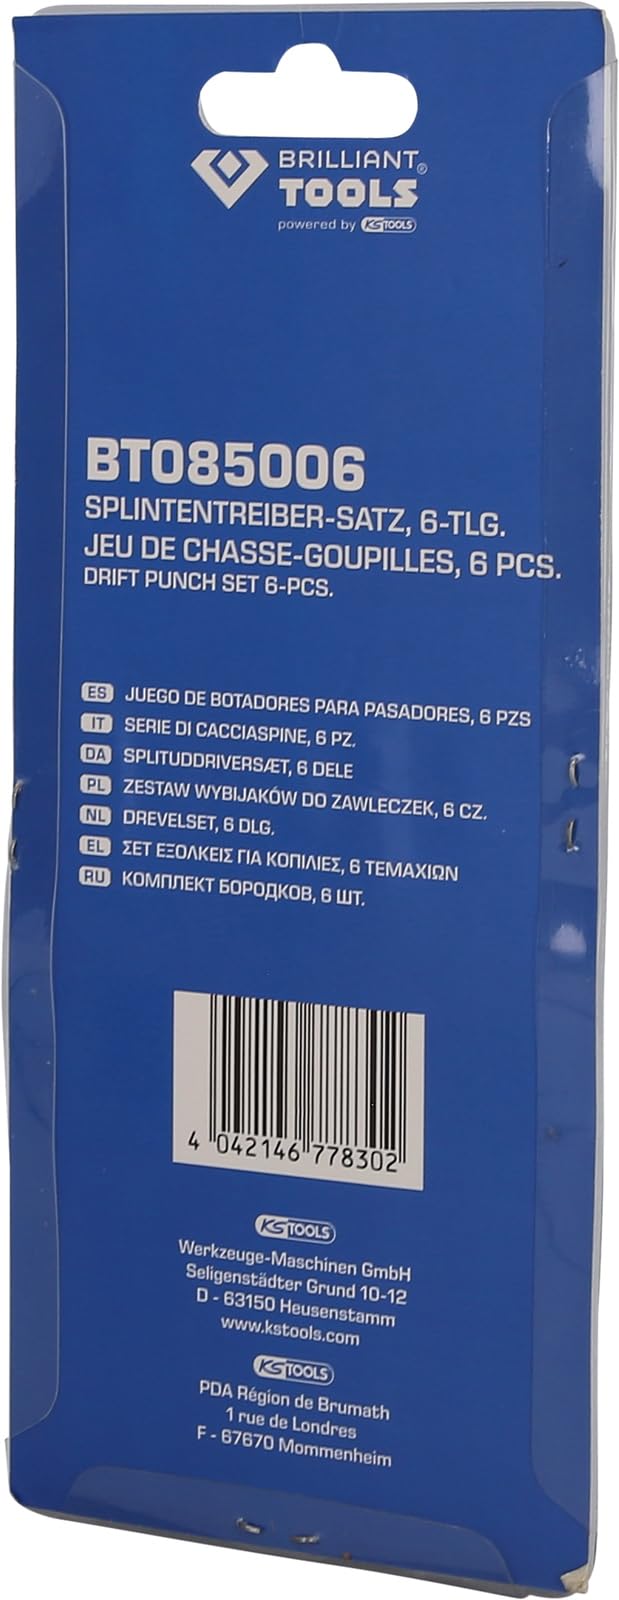 BRILLIANT®
TOOLS
powered by KS TOOLS
BT085006
SPLINTENTREIBER-SATZ, 6-TLG.
JEU DE CHASSE-GOUPILLES, 6 PCS.
DRIFT PUNCH SET 6-PCS.
ES JUEGO DE BOTADORES PARA PASADORES, 6 PZS
IT SERIE DI CACCIASPINE, 6 PZ.
DA SPLITUDDRIVERSÆT, 6 DELE
PL ZESTAW WYBIJAKÓW DO ZAWLECZEK, 6 CZ.
NL DREVELSET, 6 DLG.
EL ΣΕΤ ΕΞΟΛΚΕΙΣ ΓΙΑ ΚΟΠΙΛΙΕΣ, 6 ΤΕΜΑΧΙΩΝ
RU КОМПЛЕКТ БОРОДКОВ, 6 ШТ.
4 042146 778302
KS TOOLS
Werkzeuge-Maschinen GmbH
Seligenstädter Grund 10-12
D - 63150 Heusenstamm
www.kstools.com
KS TOOLS
PDA Région de Brumath
1 rue de Londres
F - 67670 Mommenheim